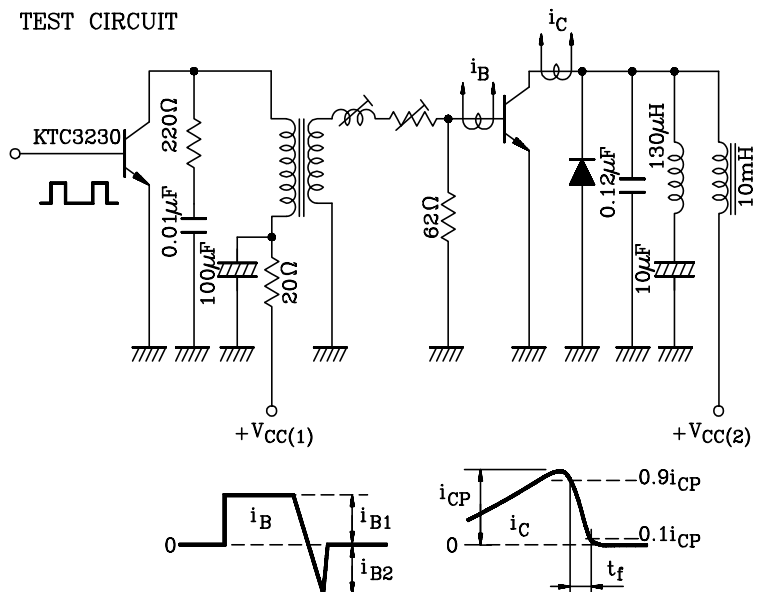 TEST CIRCUIT
iC
iB
KTC3230
220Ω
0.01μF
100μF
20Ω
62Ω
0.12μF
130μH
10μF
10mH
+VCC(1)
+VCC(2)
iB
iB1
0
iB2
iCP
0.9iCP
iC
0
0.1iCP
tf